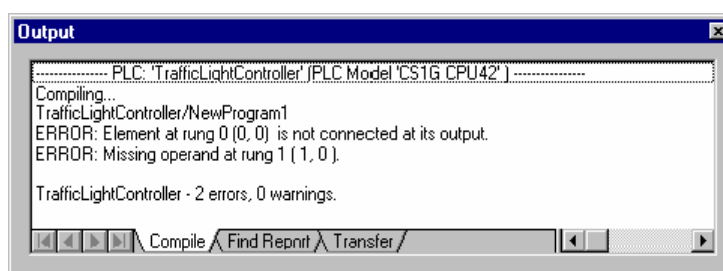 Output
---------------- PLC: 'TrafficLightController' (PLC Model 'CS1G CPU42' ) ----------------
Compiling...
TrafficLightController/NewProgram1
ERROR: Element at rung 0 (0, 0) is not connected at its output.
ERROR: Missing operand at rung 1 ( 1, 0 ).
TrafficLightController - 2 errors, 0 warnings.
Compile Find Report Transfer